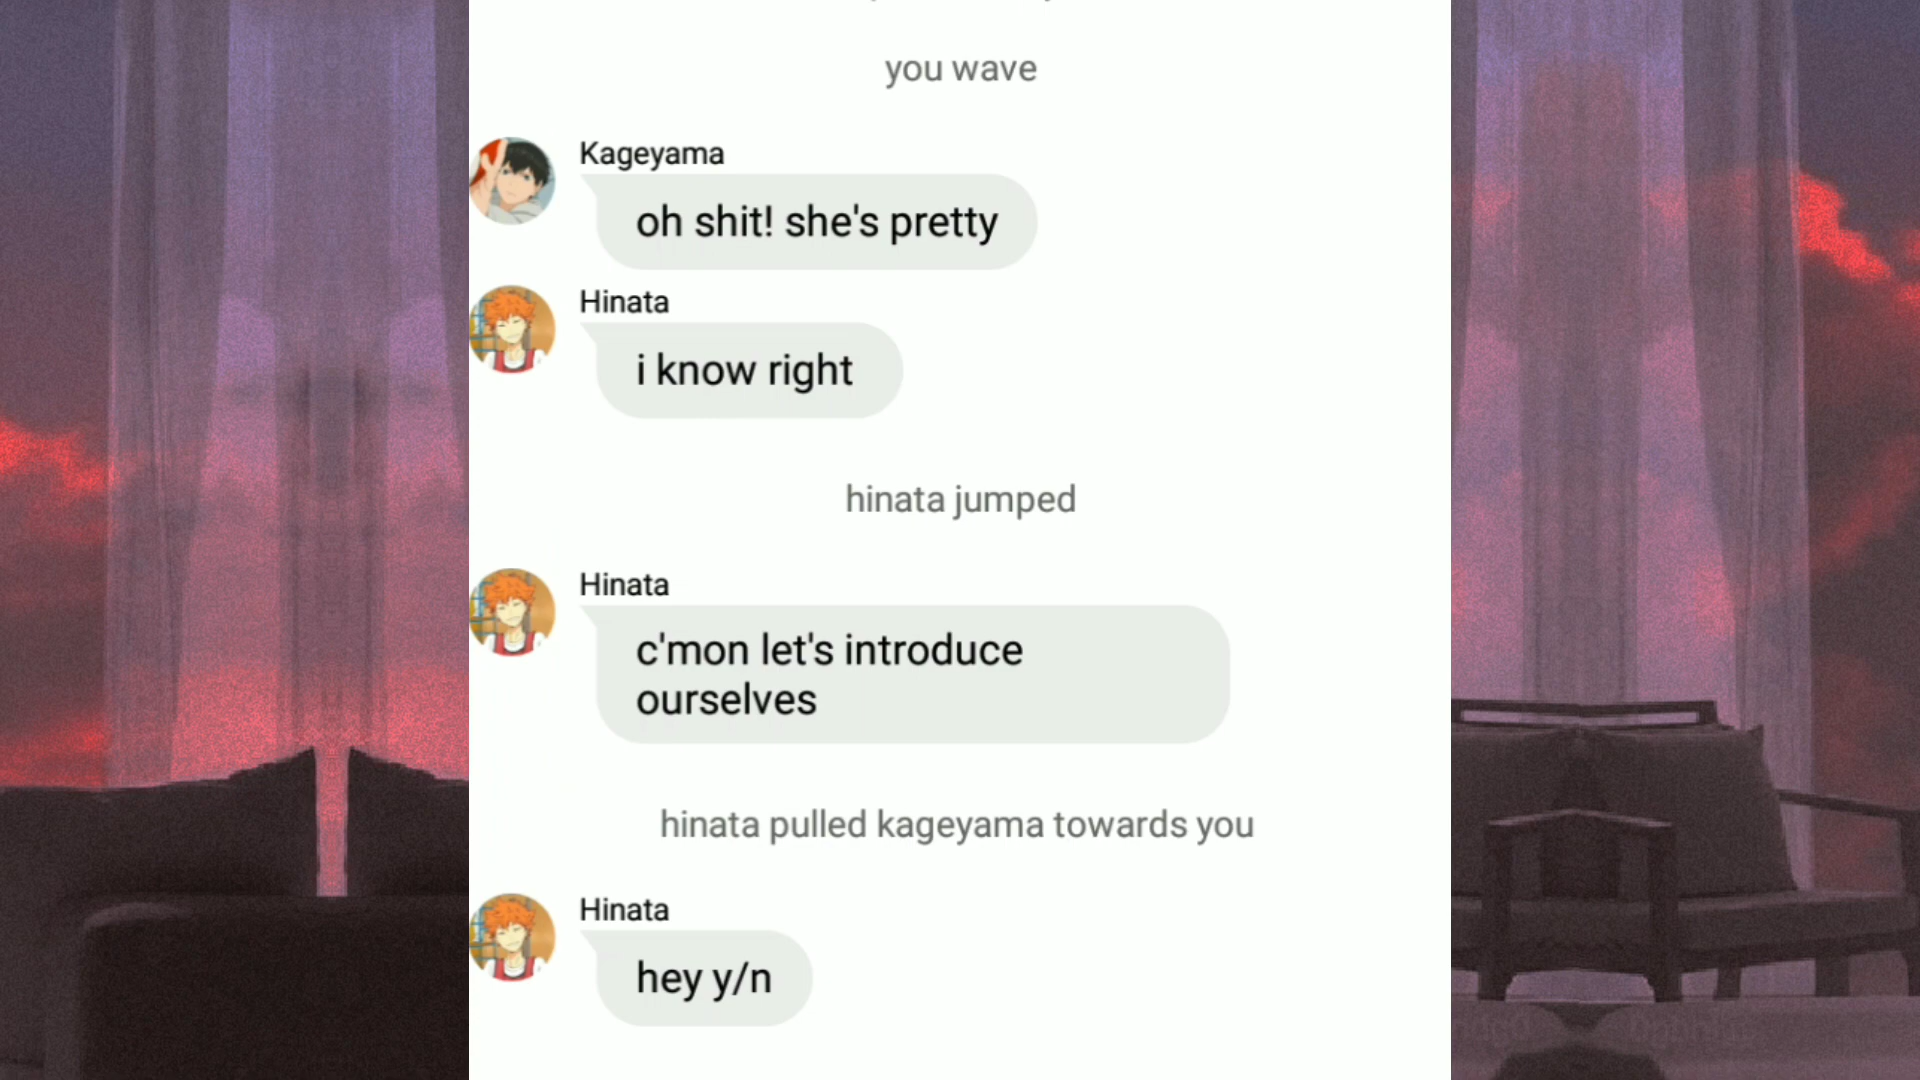 you wave
Kageyama
oh shit! she's pretty
Hinata
i know right
hinata jumped
Hinata
c'mon let's introduce
ourselves
hinata pulled kageyama towards you
Hinata
hey y/n